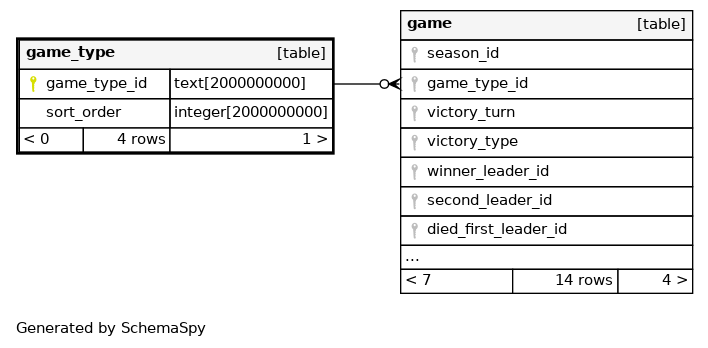 game_type [table]
game_type_id text[2000000000]
sort_order integer[2000000000]
< 0 4 rows 1 >
game [table]
season_id
game_type_id
victory_turn
victory_type
winner_leader_id
second_leader_id
died_first_leader_id
...
< 7 14 rows 4 >
Generated by SchemaSpy